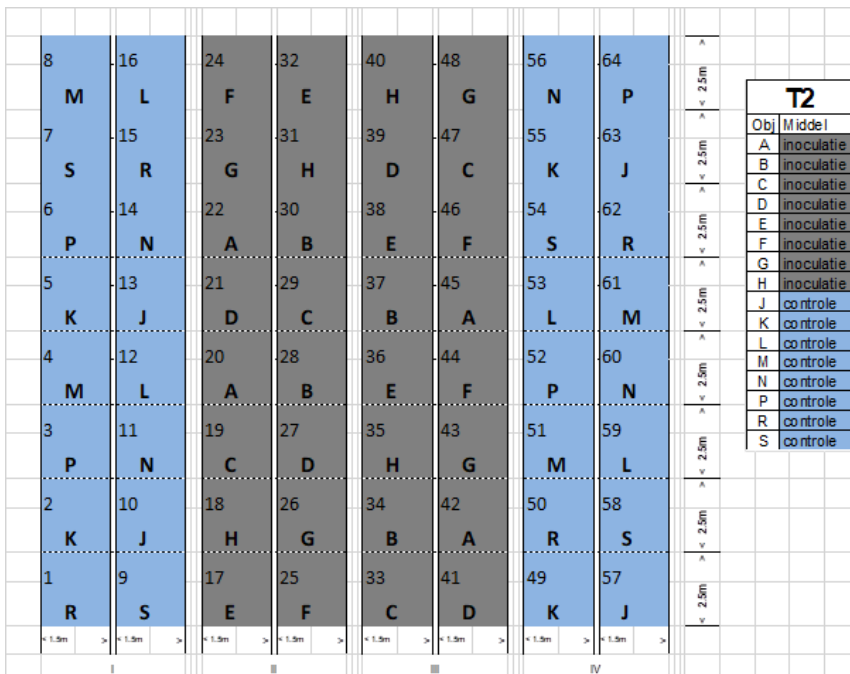 8 16 24 32 40 48 56 64
M L F E H G N P
7 15 23 31 39 47 55 63
S R G H D C K J
6 14 22 30 38 46 54 62
P N A B E F S R
5 13 21 29 37 45 53 61
K J D C B A L M
4 12 20 28 36 44 52 60
M L A B E F P N
3 11 19 27 35 43 51 59
P N C D H G M L
2 10 18 26 34 42 50 58
K J H G B A R S
1 9 17 25 33 41 49 57
R S E F C D K J
< 1.5m > < 1.5m > < 1.5m > < 1.5m > < 1.5m > < 1.5m > < 1.5m > < 1.5m >
I II III IV
< 2.5m >
< 2.5m >
< 2.5m >
< 2.5m >
< 2.5m >
< 2.5m >
< 2.5m >
< 2.5m >
T2
Obj Middel
A inoculatie
B inoculatie
C inoculatie
D inoculatie
E inoculatie
F inoculatie
G inoculatie
H inoculatie
J controle
K controle
L controle
M controle
N controle
P controle
R controle
S controle